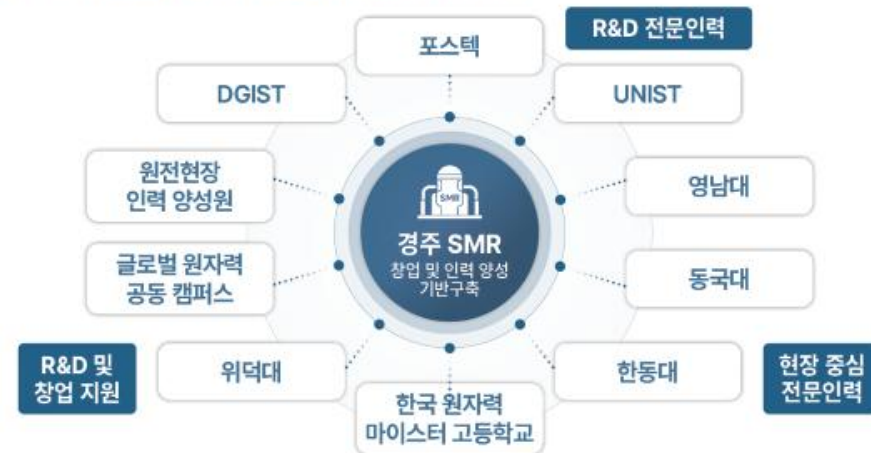 포스텍
R&D 전문인력
DGIST
UNIST
원전현장
인력 양성원
영남대
SMR
경주 SMR
창업 및 인력 양성
기반구축
글로벌 원자력
공동 캠퍼스
동국대
R&D 및
창업 지원
위덕대
한동대
현장 중심
전문인력
한국 원자력
마이스터 고등학교